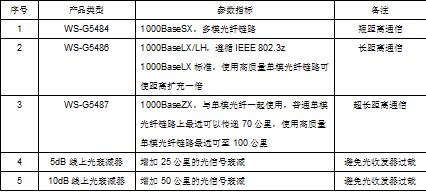 序号 产品类型 参数指标 备注
1 WS-G5484 1000BaseSX，多模光纤链路 短距离通信
2 WS-G5486 1000BaseLX/LH，遵循 IEEE 802.3z 长距离通信
1000BaseLX 标准，使用高质量单模光纤链路可
使距离扩充一倍
3 WS-G5487 1000BaseZX，与单模光纤一起使用，普通单模 超长距离通信
光纤链路上最远可以传递 70 公里，使用高质量
单模光纤链路最远可至 100 公里
4 5dB 线上光衰减器 增加 25 公里的光信号衰减 避免光收发器过载
5 10dB 线上光衰减器 增加 50 公里的光信号衰减 避免光收发器过载